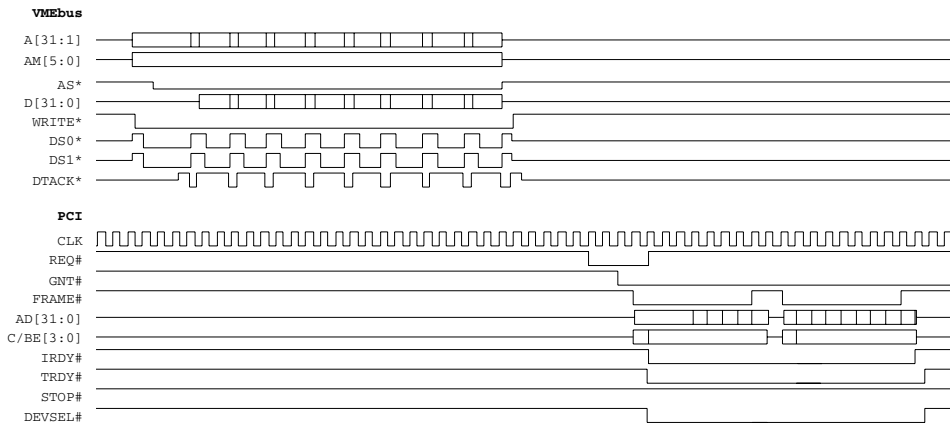 VMEbus
A[31:1]
AM[5:0]
AS*
D[31:0]
WRITE*
DS0*
DS1*
DTACK*
PCI
CLK
REQ#
GNT#
FRAME#
AD[31:0]
C/BE[3:0]
IRDY#
TRDY#
STOP#
DEVSEL#